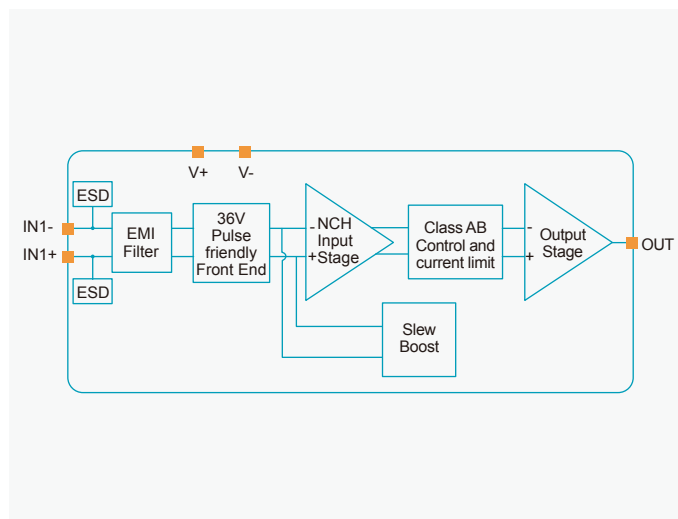 V+
V-
ESD
IN1-
IN1+
ESD
EMI
Filter
36V
Pulse
friendly
Front End
-NCH
Input
+Stage
Class AB
Control and
current limit
-
+
Output
Stage
OUT
Slew
Boost